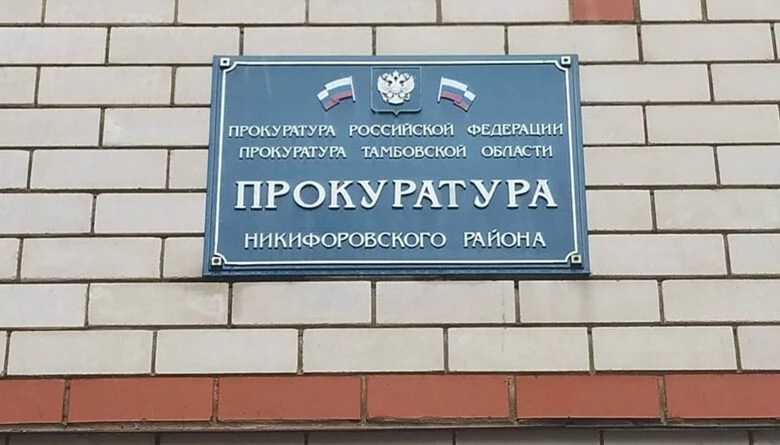 ПРОКУРАТУРА РОССИЙСКОЙ ФЕДЕРАЦИИ
ПРОКУРАТУРА ТАМБОВСКОЙ ОБЛАСТИ
ПРОКУРАТУРА
НИКИФОРОВСКОГО РАЙОНА